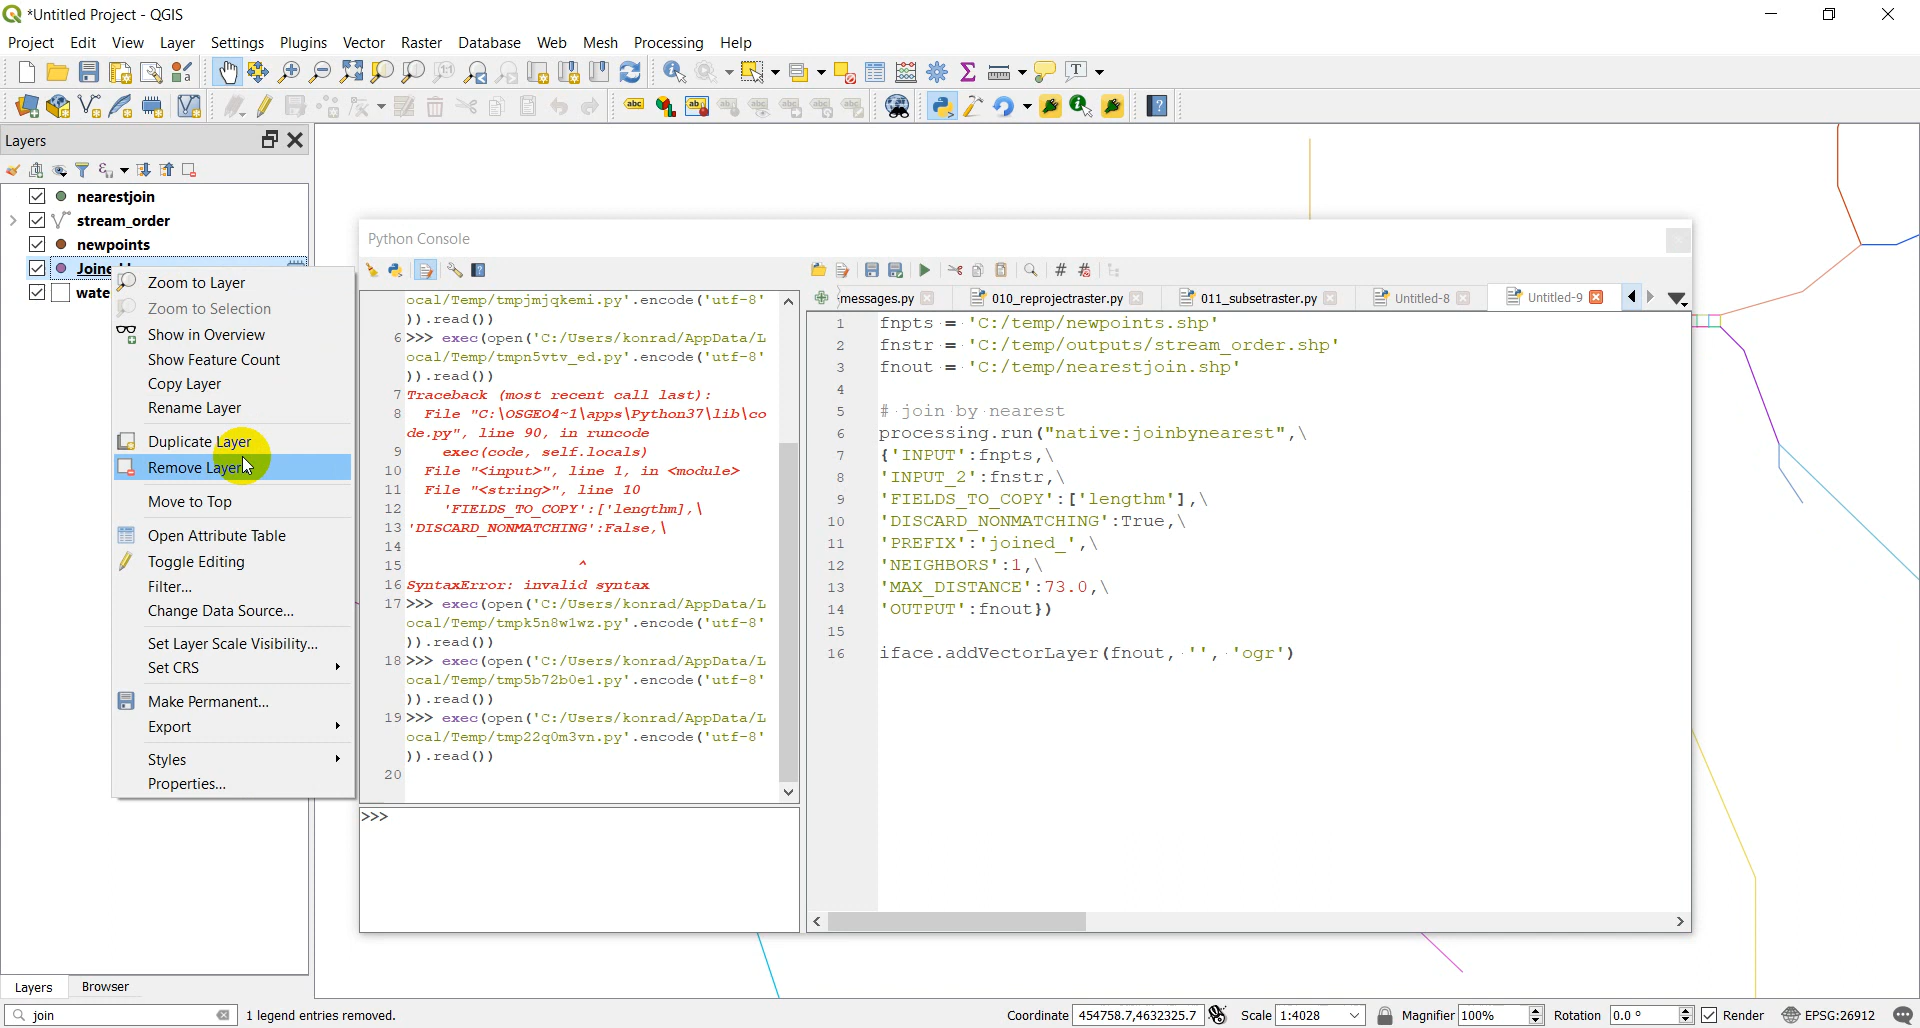 *Untitled Project - QGIS
Project Edit View Layer Settings Plugins Vector Raster Database Web Mesh Processing Help
Layers
nearestjoin
stream_order
newpoints
Joine
wate
Zoom to Layer
Zoom to Selection
Show in Overview
Show Feature Count
Copy Layer
Rename Layer
Duplicate Layer
Remove Layer
Move to Top
Open Attribute Table
Toggle Editing
Filter...
Change Data Source...
Set Layer Scale Visibility...
Set CRS
Make Permanent...
Export
Styles
Properties...
Python Console
ocal/Temp/tmpjmjqkemi.py'.encode('utf-8'
)).read())
6 >>> exec(open('C:/Users/konrad/AppData/L
ocal/Temp/tmpn5vtv_ed.py'.encode('utf-8'
)).read())
7 Traceback (most recent call last):
8 File "C:\OSGEO4~1\apps\Python37\lib\co
de.py", line 90, in runcode
9 exec(code, self.locals)
10 File "<input>", line 1, in <module>
11 File "<string>", line 10
12 'FIELDS_TO_COPY':['lengthm],\
13 'DISCARD_NONMATCHING':False,\
14
15 ^
16 SyntaxError: invalid syntax
17 >>> exec(open('C:/Users/konrad/AppData/L
ocal/Temp/tmpk5n8w1wz.py'.encode('utf-8'
)).read())
18 >>> exec(open('C:/Users/konrad/AppData/L
ocal/Temp/tmp5b72b0e1.py'.encode('utf-8'
)).read())
19 >>> exec(open('C:/Users/konrad/AppData/L
ocal/Temp/tmp22q0m3vn.py'.encode('utf-8'
)).read())
20
>>>
messages.py 010_reprojectraster.py 011_subsetraster.py Untitled-8 Untitled-9
1 fnpts = 'C:/temp/newpoints.shp'
2 fnstr = 'C:/temp/outputs/stream_order.shp'
3 fnout = 'C:/temp/nearestjoin.shp'
4
5 # join by nearest
6 processing.run("native:joinbynearest",\
7 {'INPUT':fnpts,\
8 'INPUT_2':fnstr,\
9 'FIELDS_TO_COPY':['lengthm'],\
10 'DISCARD_NONMATCHING':True,\
11 'PREFIX':'joined_',\
12 'NEIGHBORS':1,\
13 'MAX_DISTANCE':73.0,\
14 'OUTPUT':fnout})
15
16 iface.addVectorLayer(fnout, '', 'ogr')
Layers Browser
join 1 legend entries removed. Coordinate 454758.7,4632325.7 Scale 1:4028 Magnifier 100% Rotation 0.0 ° Render EPSG:26912